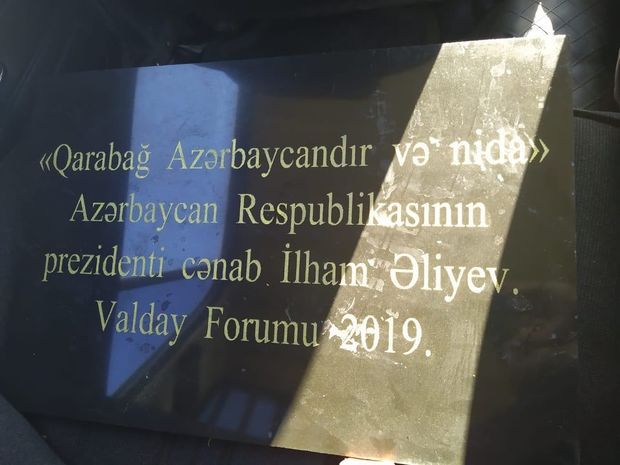 «Qarabağ Azərbaycandır və nida»
Azərbaycan Respublikasının
prezidenti cənab İlham Əliyev.
Valday Forumu 2019.